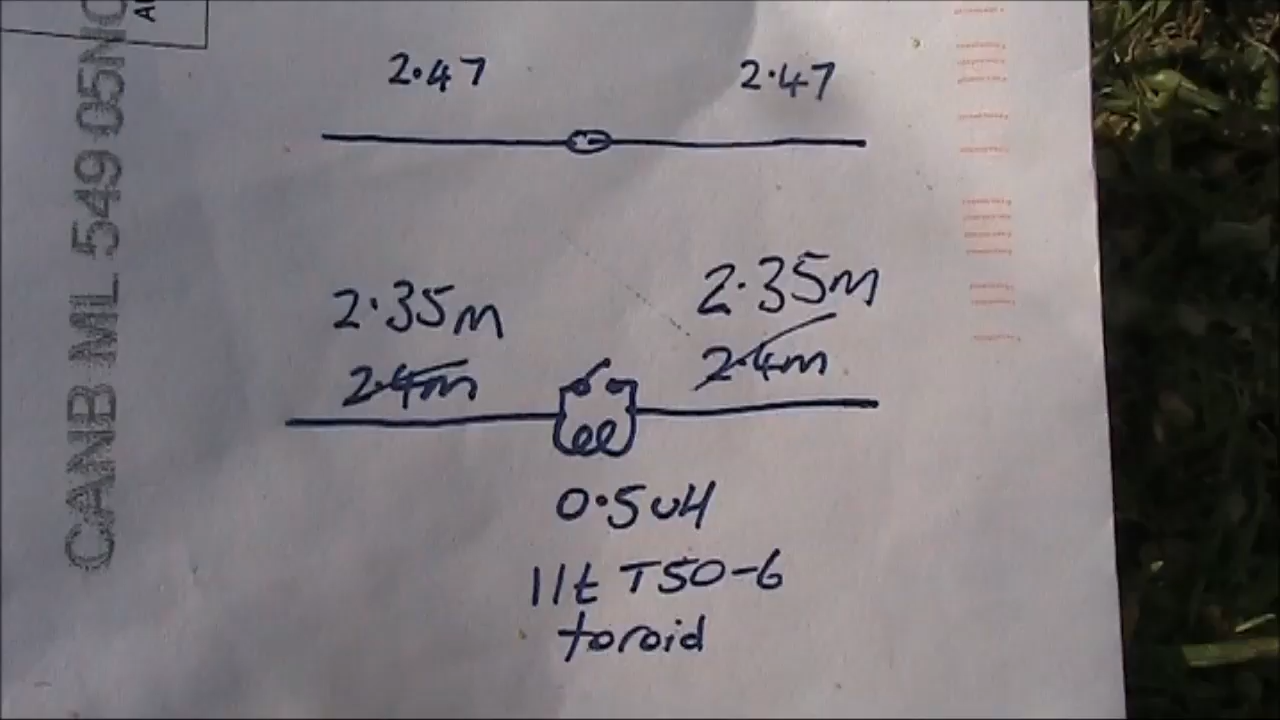 2.47 2.47
2.35m 2.35m
2.4m 2.4m
0.5uH
11t T50-6
toroid
CANB ML 549 05NO